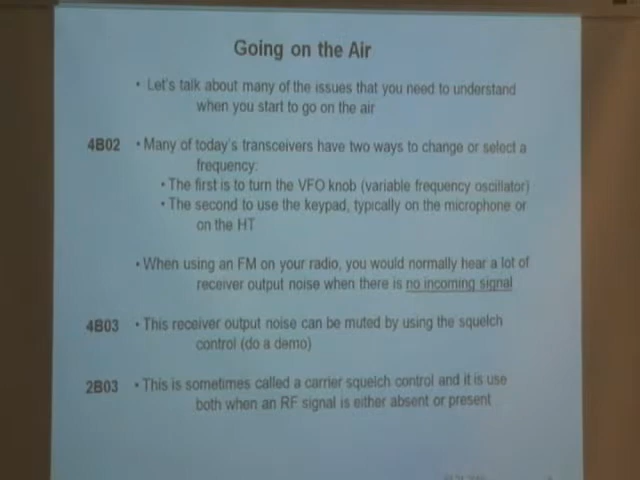 Going on the Air
• Let's talk about many of the issues that you need to understand
when you start to go on the air
4B02 • Many of today's transceivers have two ways to change or select a
frequency:
• The first is to turn the VFO knob (variable frequency oscillator)
• The second to use the keypad, typically on the microphone or
on the HT
• When using an FM on your radio, you would normally hear a lot of
receiver output noise when there is no incoming signal
4B03 • This receiver output noise can be muted by using the squelch
control (do a demo)
2B03 • This is sometimes called a carrier squelch control and it is use
both when an RF signal is either absent or present